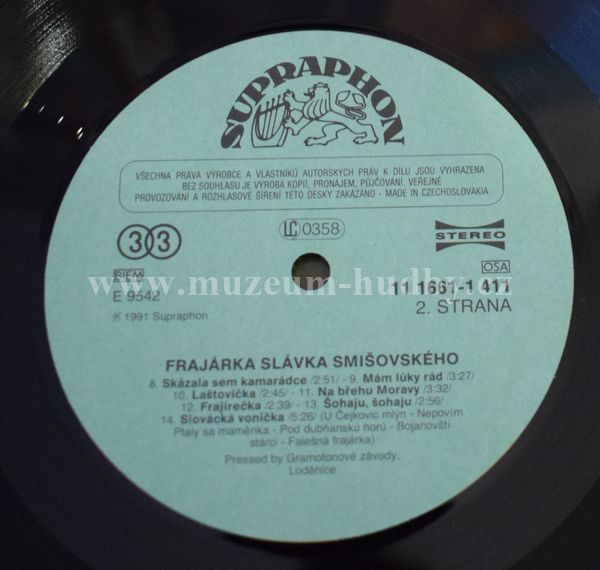 SUPRAPHON
VŠECHNA PRÁVA VÝROBCE A VLASTNÍKŮ AUTORSKÝCH PRÁV K DÍLU JSOU VYHRAZENA
BEZ SOUHLASU JE VÝROBA KOPIÍ, PRONÁJEM, PŮJČOVÁNÍ, VEŘEJNÉ
PROVOZOVÁNÍ A ROZHLASOVÉ ŠÍŘENÍ TÉTO DESKY ZAKÁZÁNO - MADE IN CZECHOSLOVAKIA
33
LC 0358
STEREO
BIEM
OSA
www.muzeum-hudby.cz
E 9542
11 1661-1 411
℗ 1991 Supraphon
2. STRANA
FRAJÁRKA SLÁVKA SMIŠOVSKÉHO
8. Skázala sem kamarádce /2:51/ - 9. Mám lúky rád /3:27/
10. Laštovička /2:45/ - 11. Na břehu Moravy /3:32/
12. Frajírečka /2:39/ - 13. Šohaju, šohaju /2:56/
14. Slovácká vonička /5:26/ (U Čejkovic mlýn - Nepovím
Ptaly sa maměnka - Pod dubňanskú horú - Bojanovští
stárci - Falešná frajárka)
Pressed by Gramofonové závody,
Loděnice